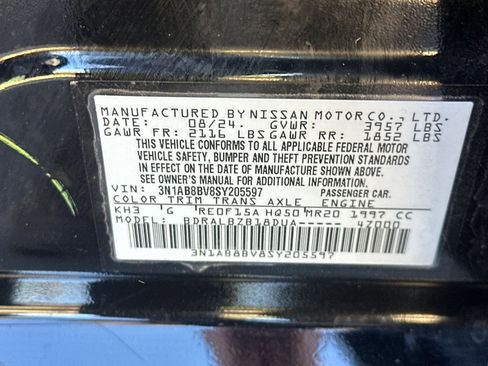 MANUFACTURED BY NISSAN MOTOR CO., LTD.
DATE: 08/24. GVWR: 3957 LBS
GAWR FR: 2116 LBS GAWR RR: 1852 LBS
THIS VEHICLE CONFORMS TO ALL APPLICABLE FEDERAL MOTOR
VEHICLE SAFETY, BUMPER AND THEFT PREVENTION STANDARDS
IN EFFECT ON THE DATE OF MANUFACTURE SHOWN ABOVE.
SEE OWNER'S MANUAL FOR ADDITIONAL INFORMATION
VIN: 3N1AB8BV8SY205597 PASSENGER CAR.
COLOR TRIM TRANS AXLE ENGINE
KH3 G RE0F15A HQ50 MR20 1997 CC
MODEL: BDRALBZB18DUA----- 47000
3N1AB8BV8SY205597